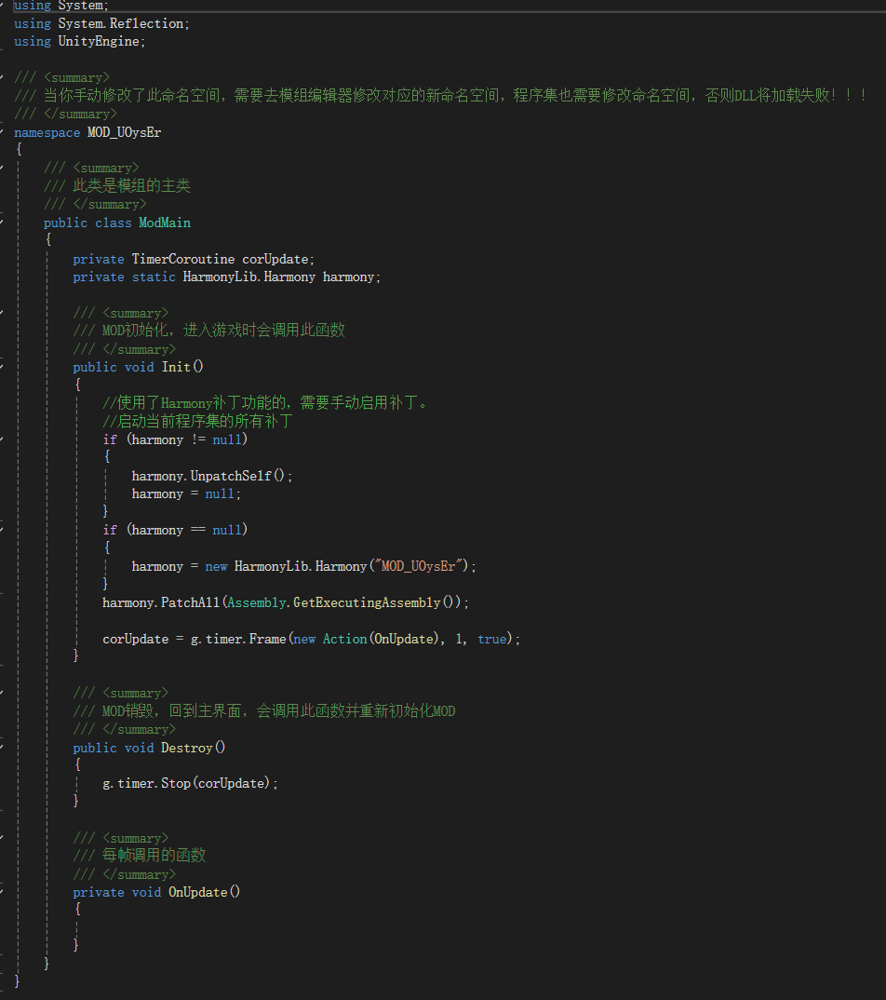 using System;
using System.Reflection;
using UnityEngine;
/// <summary>
/// 当你手动修改了此命名空间，需要去模组编辑器修改对应的新命名空间，程序集也需要修改命名空间，否则DLL将加载失败！！！
/// </summary>
namespace MOD_UOysEr
{
/// <summary>
/// 此类是模组的主类
/// </summary>
public class ModMain
{
private TimerCoroutine corUpdate;
private static HarmonyLib.Harmony harmony;
/// <summary>
/// MOD初始化，进入游戏时会调用此函数
/// </summary>
public void Init()
{
//使用了Harmony补丁功能的，需要手动启用补丁。
//启动当前程序集的所有补丁
if (harmony != null)
{
harmony.UnpatchSelf();
harmony = null;
}
if (harmony == null)
{
harmony = new HarmonyLib.Harmony("MOD_UOysEr");
}
harmony.PatchAll(Assembly.GetExecutingAssembly());
corUpdate = g.timer.Frame(new Action(OnUpdate), 1, true);
}
/// <summary>
/// MOD销毁，回到主界面，会调用此函数并重新初始化MOD
/// </summary>
public void Destroy()
{
g.timer.Stop(corUpdate);
}
/// <summary>
/// 每帧调用的函数
/// </summary>
private void OnUpdate()
{
}
}
}